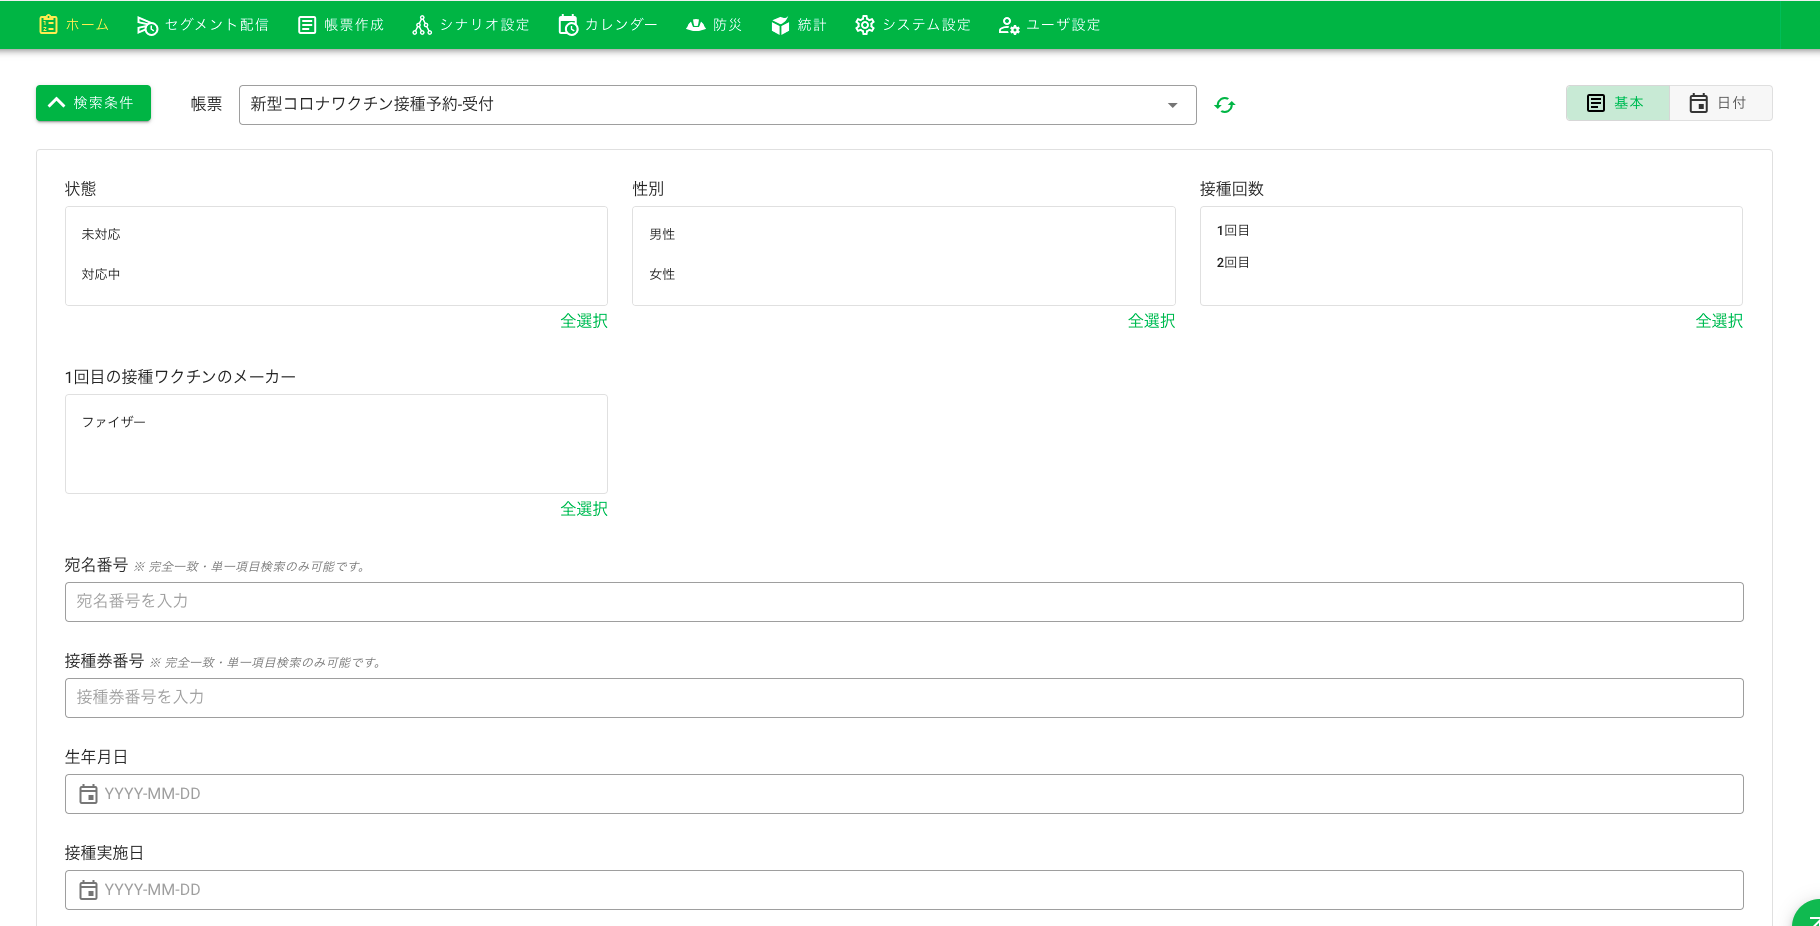 ホーム セグメント配信 帳票作成 シナリオ設定 カレンダー 防災 統計 システム設定 ユーザ設定
検索条件 帳票 新型コロナワクチン接種予約-受付 基本 日付
状態 性別 接種回数
未対応 男性 1回目
対応中 女性 2回目
全選択 全選択 全選択
1回目の接種ワクチンのメーカー
ファイザー
全選択
宛名番号 ※ 完全一致・単一項目検索のみ可能です。
宛名番号を入力
接種券番号 ※ 完全一致・単一項目検索のみ可能です。
接種券番号を入力
生年月日
YYYY-MM-DD
接種実施日
YYYY-MM-DD